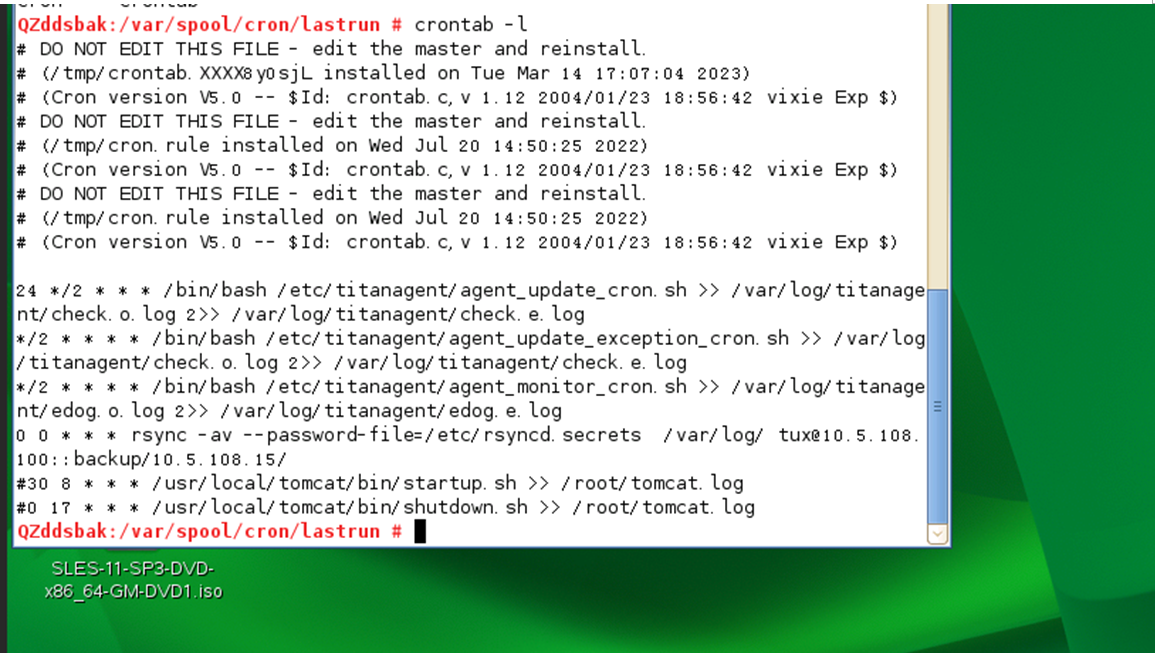 QZddsbak:/var/spool/cron/lastrun # crontab -l
# DO NOT EDIT THIS FILE - edit the master and reinstall.
# (/tmp/crontab.XXXX8y0sjL installed on Tue Mar 14 17:07:04 2023)
# (Cron version V5.0 -- $Id: crontab.c,v 1.12 2004/01/23 18:56:42 vixie Exp $)
# DO NOT EDIT THIS FILE - edit the master and reinstall.
# (/tmp/cron.rule installed on Wed Jul 20 14:50:25 2022)
# (Cron version V5.0 -- $Id: crontab.c,v 1.12 2004/01/23 18:56:42 vixie Exp $)
# DO NOT EDIT THIS FILE - edit the master and reinstall.
# (/tmp/cron.rule installed on Wed Jul 20 14:50:25 2022)
# (Cron version V5.0 -- $Id: crontab.c,v 1.12 2004/01/23 18:56:42 vixie Exp $)
24 */2 * * * /bin/bash /etc/titanagent/agent_update_cron.sh >> /var/log/titanage
nt/check.o.log 2>> /var/log/titanagent/check.e.log
*/2 * * * * /bin/bash /etc/titanagent/agent_update_exception_cron.sh >> /var/log
/titanagent/check.o.log 2>> /var/log/titanagent/check.e.log
*/2 * * * * /bin/bash /etc/titanagent/agent_monitor_cron.sh >> /var/log/titanage
nt/edog.o.log 2>> /var/log/titanagent/edog.e.log
0 0 * * * rsync -av --password-file=/etc/rsyncd.secrets  /var/log/ tux@10.5.108.
100::backup/10.5.108.15/
#30 8 * * * /usr/local/tomcat/bin/startup.sh >> /root/tomcat.log
#0 17 * * * /usr/local/tomcat/bin/shutdown.sh >> /root/tomcat.log
QZddsbak:/var/spool/cron/lastrun #
SLES-11-SP3-DVD-
x86_64-GM-DVD1.iso